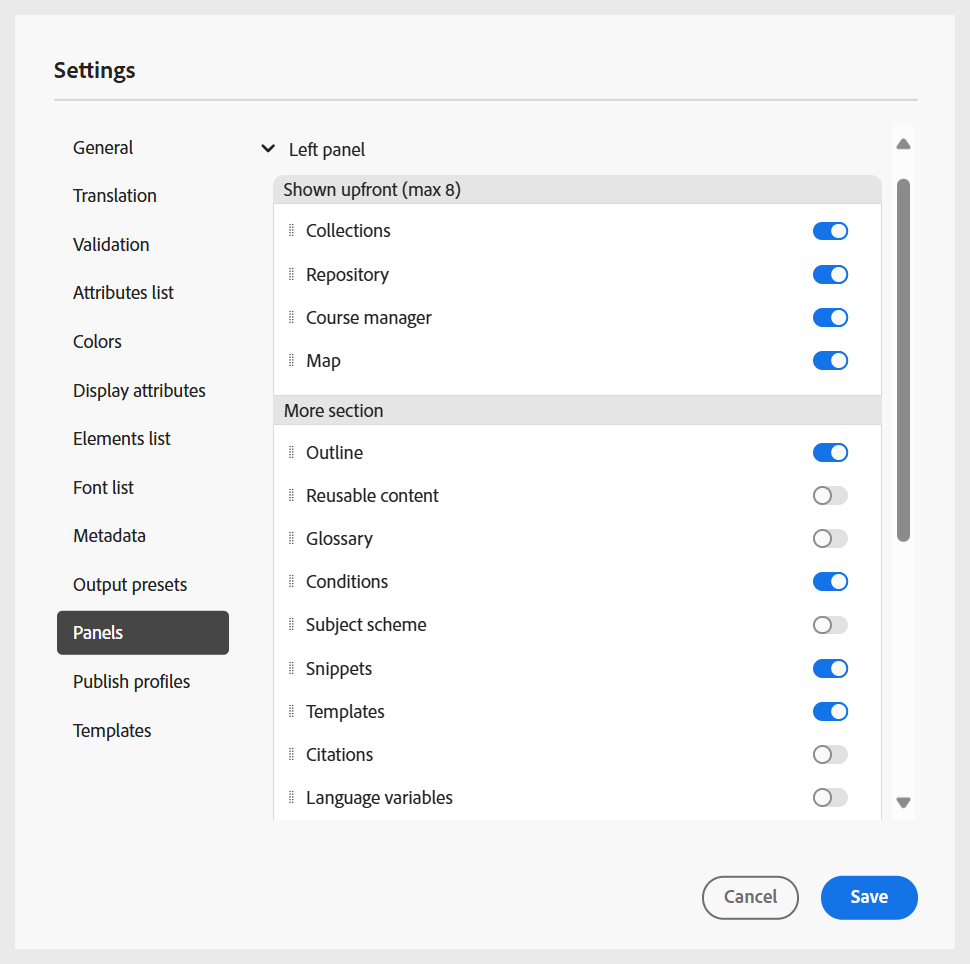 Settings
General
Translation
Validation
Attributes list
Colors
Display attributes
Elements list
Font list
Metadata
Output presets
Panels
Publish profiles
Templates
Left panel
Shown upfront (max 8)
Collections
Repository
Course manager
Map
More section
Outline
Reusable content
Glossary
Conditions
Subject scheme
Snippets
Templates
Citations
Language variables
Cancel
Save